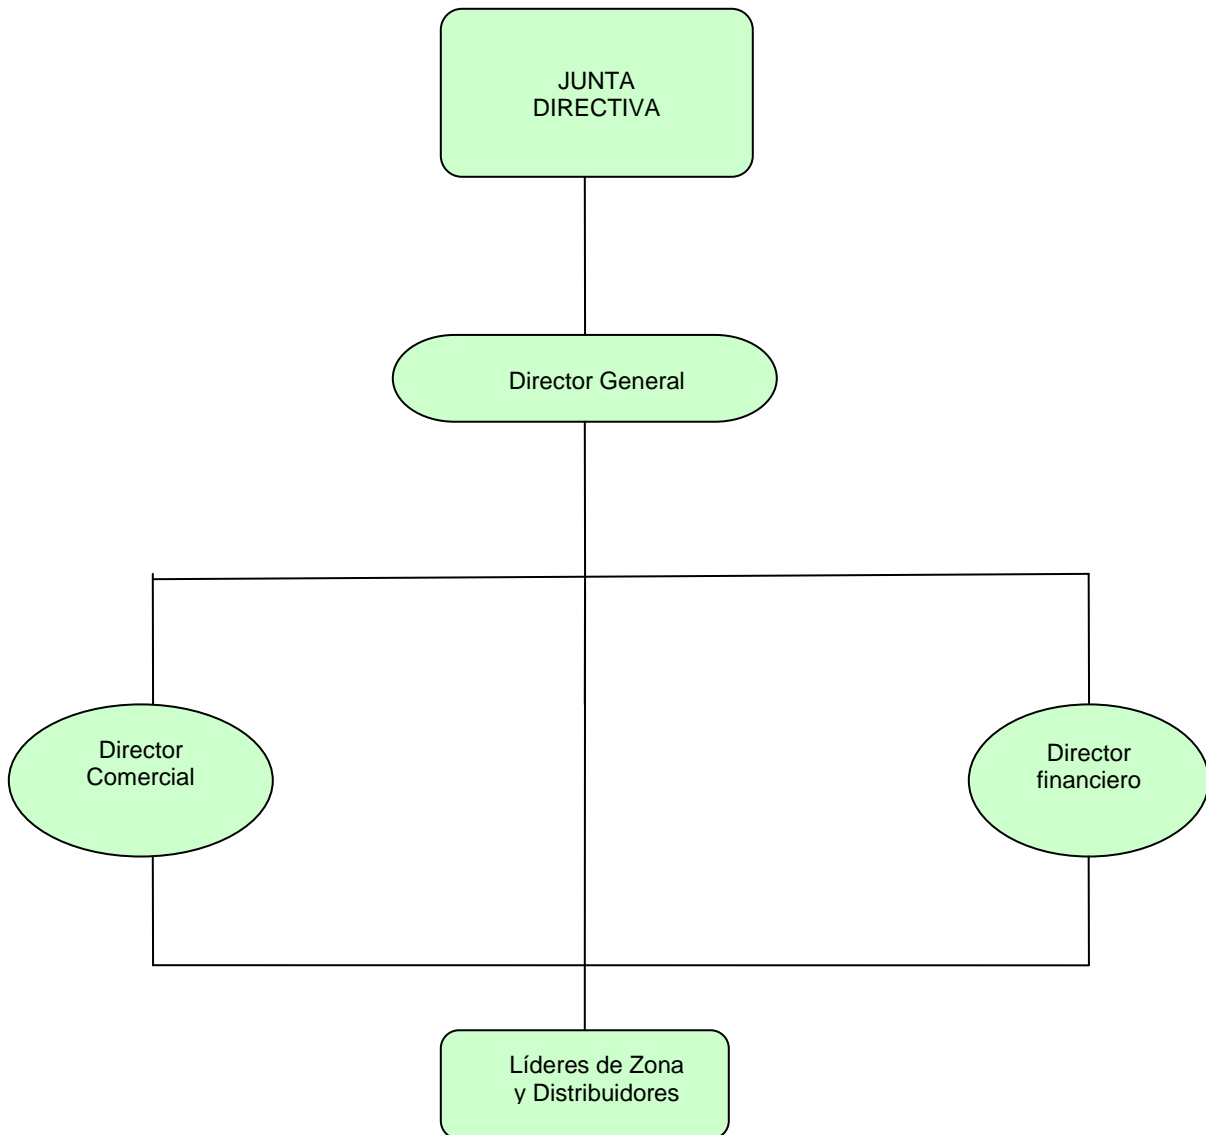 JUNTA
DIRECTIVA
Director General
Director
Comercial
Director
financiero
Líderes de Zona
y Distribuidores